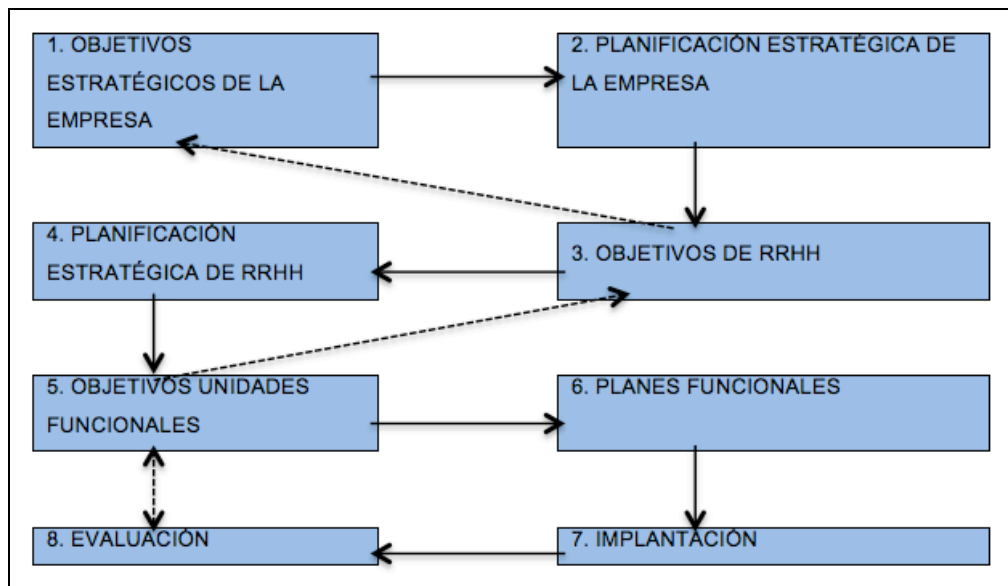 1. OBJETIVOS
ESTRATÉGICOS DE LA
EMPRESA
2. PLANIFICACIÓN ESTRATÉGICA DE
LA EMPRESA
3. OBJETIVOS DE RRHH
4. PLANIFICACIÓN
ESTRATÉGICA DE RRHH
5. OBJETIVOS UNIDADES
FUNCIONALES
6. PLANES FUNCIONALES
7. IMPLANTACIÓN
8. EVALUACIÓN